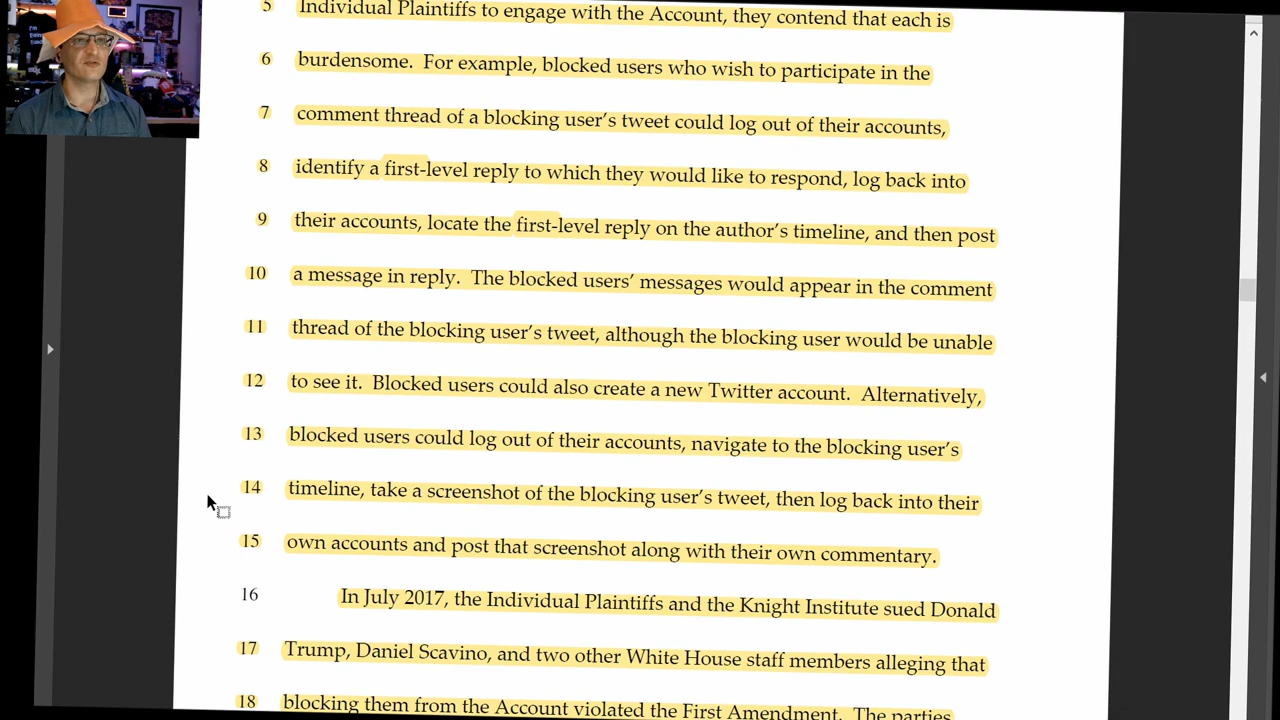 5 Individual Plaintiffs to engage with the Account, they contend that each is
6 burdensome. For example, blocked users who wish to participate in the
7 comment thread of a blocking user’s tweet could log out of their accounts,
8 identify a first-level reply to which they would like to respond, log back into
9 their accounts, locate the first-level reply on the author’s timeline, and then post
10 a message in reply. The blocked users’ messages would appear in the comment
11 thread of the blocking user’s tweet, although the blocking user would be unable
12 to see it. Blocked users could also create a new Twitter account. Alternatively,
13 blocked users could log out of their accounts, navigate to the blocking user’s
14 timeline, take a screenshot of the blocking user’s tweet, then log back into their
15 own accounts and post that screenshot along with their own commentary.
16 In July 2017, the Individual Plaintiffs and the Knight Institute sued Donald
17 Trump, Daniel Scavino, and two other White House staff members alleging that
18 blocking them from the Account violated the First Amendment. The parties